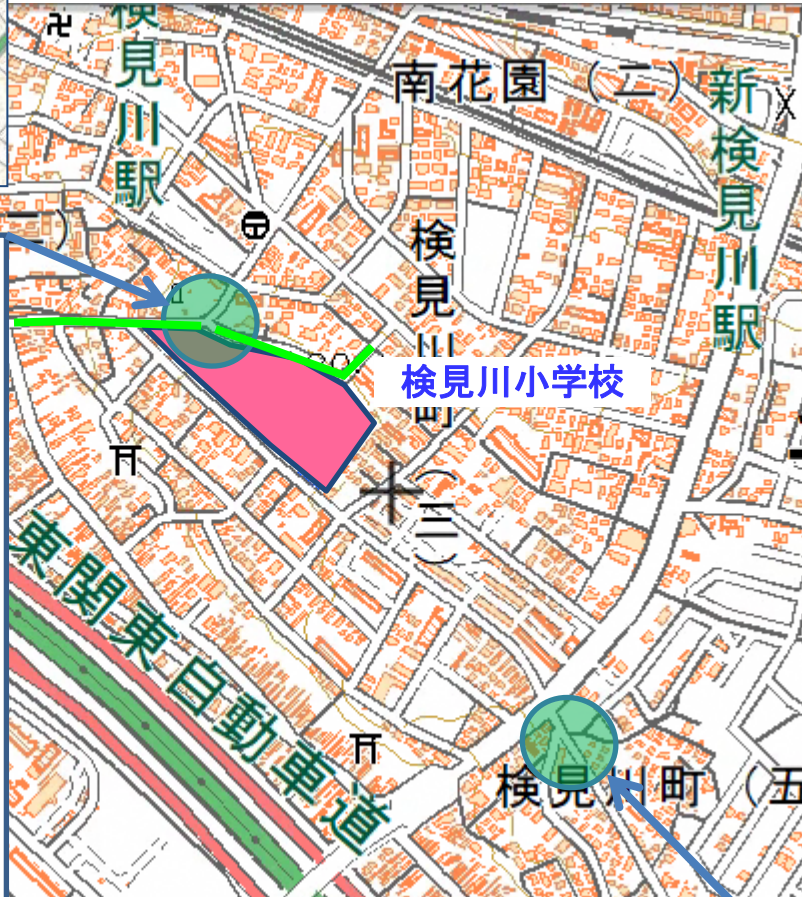 検見川駅
南花園（二）
新検見川駅
二）
検見川町（三）
検見川小学校
東関東自動車道
検見川町（五